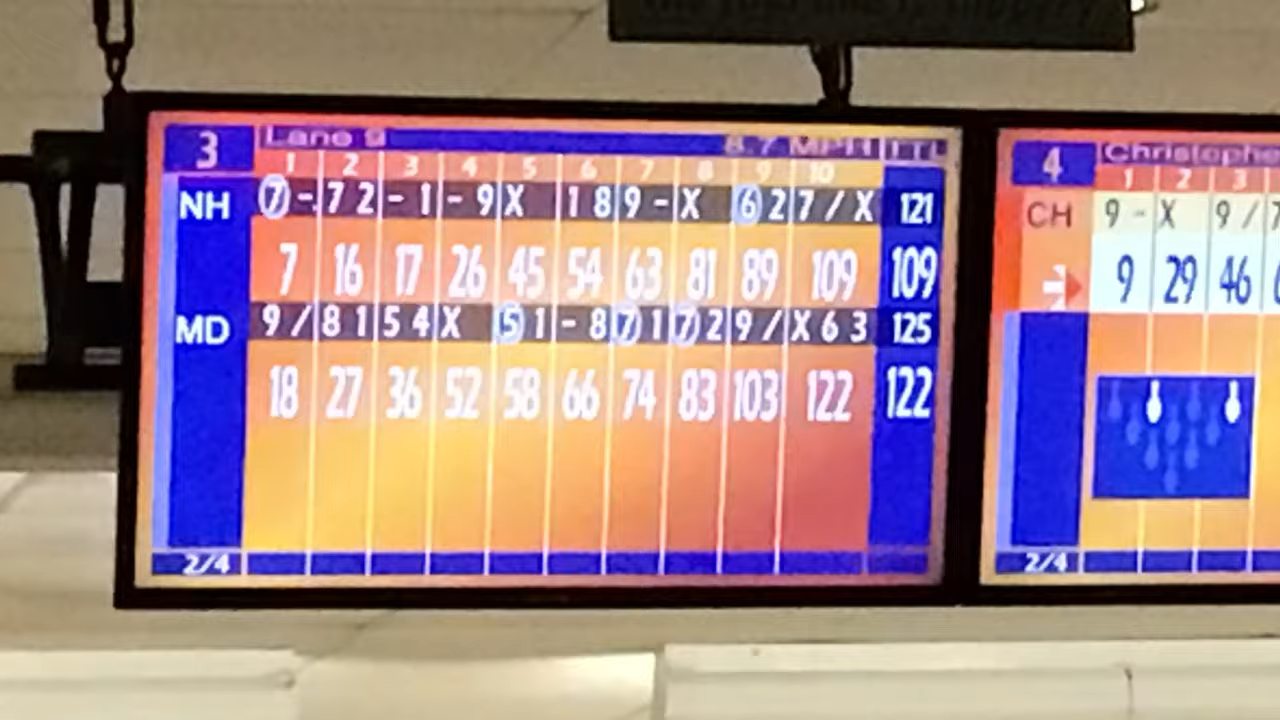 3 Lane 9 8.7 MPH TTL
1 2 3 4 5 6 7 8 9 10
NH 7 - 7 2 - 1 - 9 X 1 8 9 - X 6 2 7 / X 121
7 16 17 26 45 54 63 81 89 109 109
MD 9 / 8 1 5 4 X 5 1 - 8 7 1 7 2 9 / X 6 3 125
18 27 36 52 58 66 74 83 103 122 122
2/4
4 Christophe
1 2 3
CH 9 - X 9 / 7
9 29 46
2/4